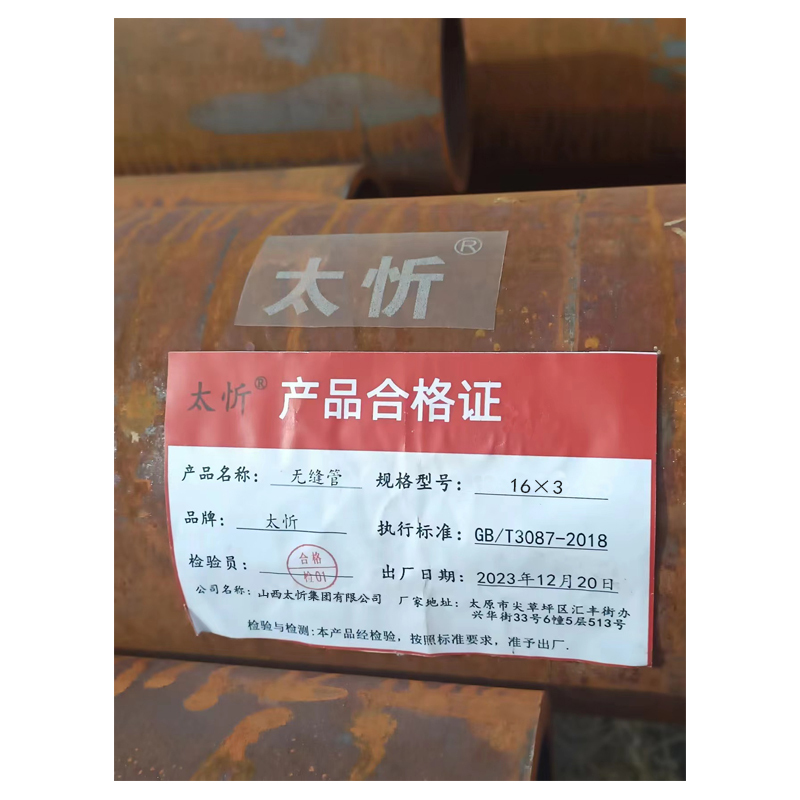 太忻®
太忻® 产品合格证
产品名称: 无缝管 规格型号: 16×3
品牌: 太忻 执行标准: GB/T3087-2018
检验员: 合格 检01 出厂日期: 2023年12月20日
公司名称: 山西太忻集团有限公司 厂家地址: 太原市尖草坪区汇丰街办
兴华街33号6幢5层513号
检验与检测:本产品经检验,按照标准要求,准予出厂.